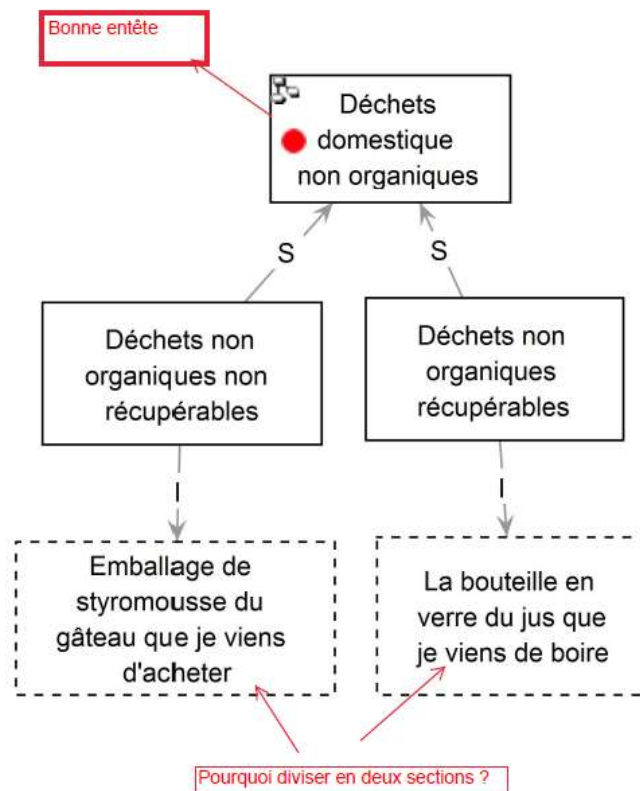 Bonne entête
Déchets
domestique
non organiques
S
S
Déchets non
organiques non
récupérables
Déchets non
organiques
récupérables
I
I
Emballage de
styromousse du
gâteau que je viens
d'acheter
La bouteille en
verre du jus que
je viens de boire
Pourquoi diviser en deux sections ?